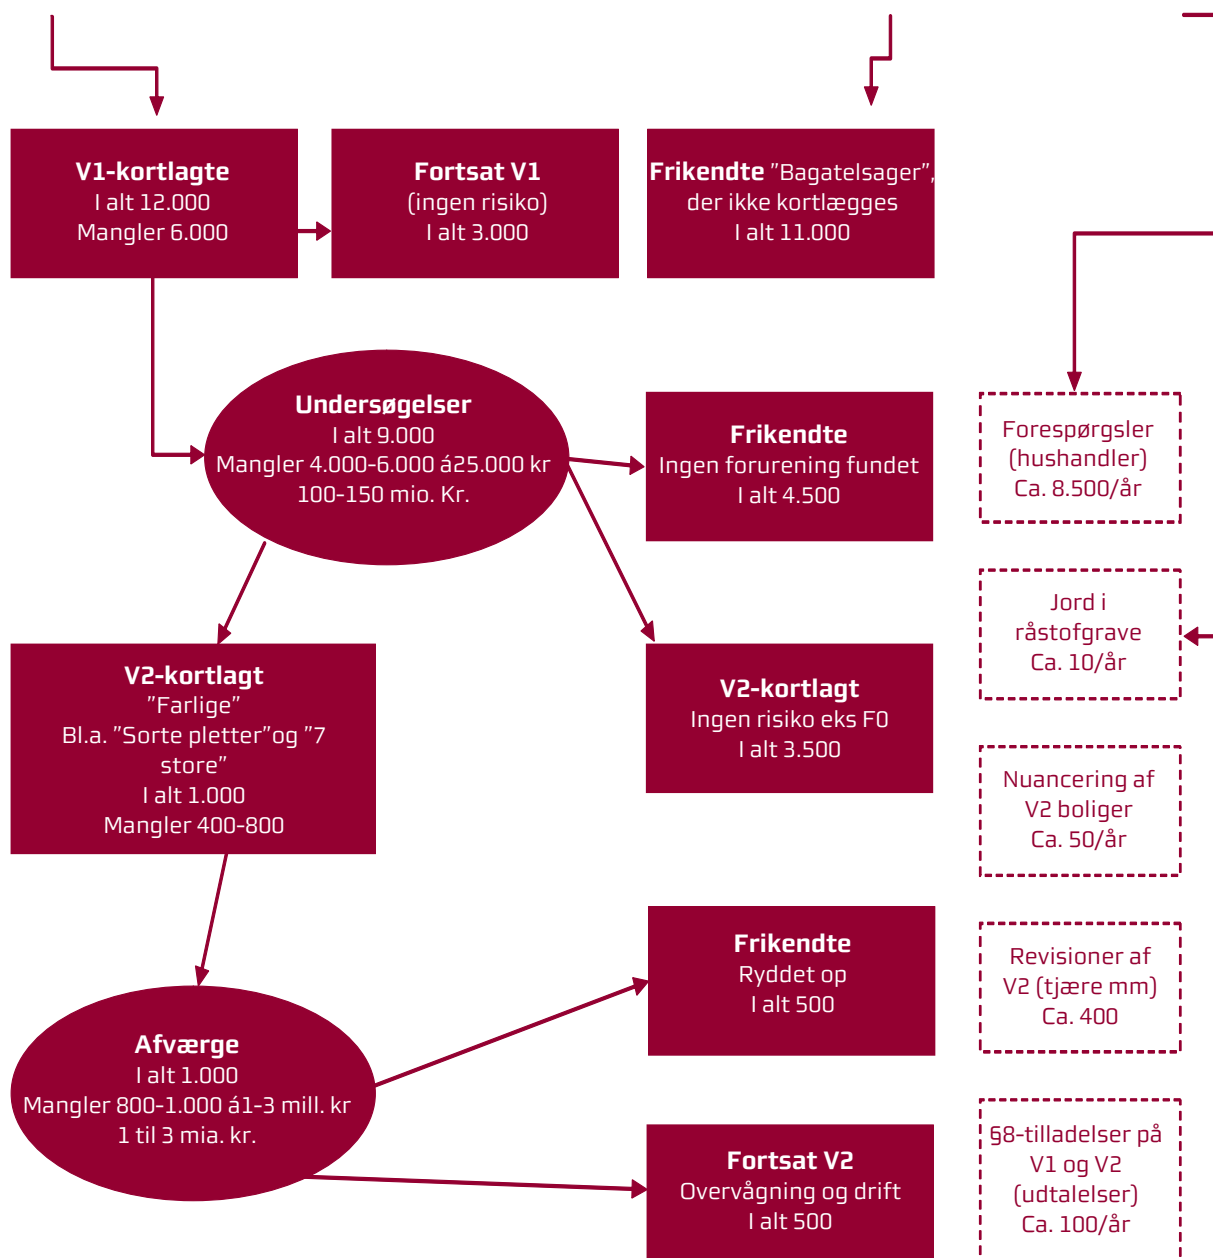 V1-kortlagte
I alt 12.000
Mangler 6.000
Fortsat V1
(ingen risiko)
I alt 3.000
Frikendte ”Bagatelsager”,
der ikke kortlægges
I alt 11.000
Undersøgelser
I alt 9.000
Mangler 4.000-6.000 á25.000 kr
100-150 mio. Kr.
Frikendte
Ingen forurening fundet
I alt 4.500
Forespørgsler
(hushandler)
Ca. 8.500/år
Jord i
råstofgrave
Ca. 10/år
V2-kortlagt
”Farlige”
Bl.a. ”Sorte pletter”og ”7
store”
I alt 1.000
Mangler 400-800
V2-kortlagt
Ingen risiko eks F0
I alt 3.500
Nuancering af
V2 boliger
Ca. 50/år
Frikendte
Ryddet op
I alt 500
Revisioner af
V2 (tjære mm)
Ca. 400
Afværge
I alt 1.000
Mangler 800-1.000 á1-3 mill. kr
1 til 3 mia. kr.
Fortsat V2
Overvågning og drift
I alt 500
§8-tilladelser på
V1 og V2
(udtalelser)
Ca. 100/år